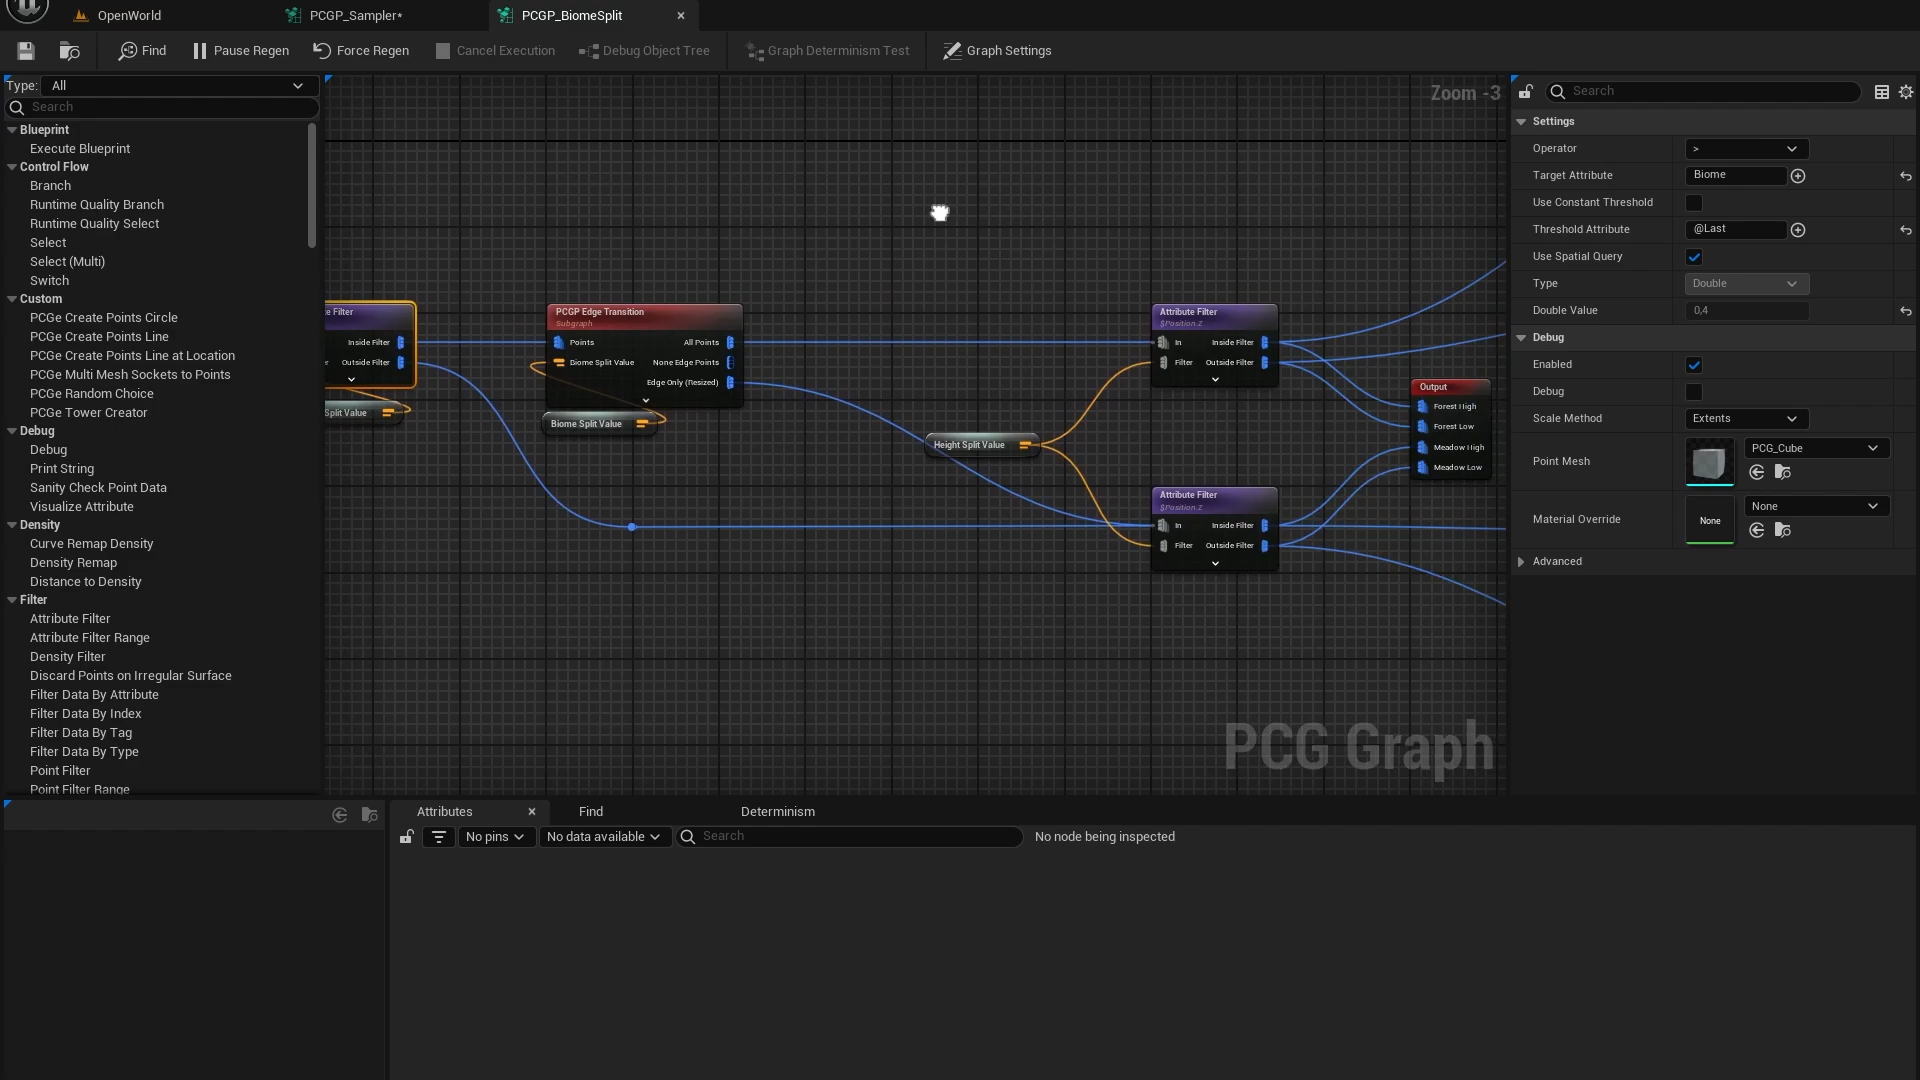 OpenWorld
PCGP_Sampler*
PCGP_BiomeSplit
Find
Pause Regen
Force Regen
Cancel Execution
Debug Object Tree
Graph Determinism Test
Graph Settings
Type: All
Search
Blueprint
Execute Blueprint
Control Flow
Branch
Runtime Quality Branch
Runtime Quality Select
Select
Select (Multi)
Switch
Custom
PCGe Create Points Circle
PCGe Create Points Line
PCGe Create Points Line at Location
PCGe Multi Mesh Sockets to Points
PCGe Random Choice
PCGe Tower Creator
Debug
Debug
Print String
Sanity Check Point Data
Visualize Attribute
Density
Curve Remap Density
Density Remap
Distance to Density
Filter
Attribute Filter
Attribute Filter Range
Density Filter
Discard Points on Irregular Surface
Filter Data By Attribute
Filter Data By Index
Filter Data By Tag
Filter Data By Type
Point Filter
Point Filter Range
Zoom -3
e Filter
Inside Filter
Outside Filter
Split Value
PCGP Edge Transition
Subgraph
Points
All Points
Biome Split Value
None Edge Points
Edge Only (Resized)
Biome Split Value
Height Split Value
Attribute Filter
$Position.Z
In
Inside Filter
Filter
Outside Filter
Attribute Filter
$Position.Z
In
Inside Filter
Filter
Outside Filter
Output
Forest High
Forest Low
Meadow High
Meadow Low
PCG Graph
Search
Settings
Operator >
Target Attribute Biome
Use Constant Threshold
Threshold Attribute @Last
Use Spatial Query
Type Double
Double Value 0,4
Debug
Enabled
Debug
Scale Method Extents
Point Mesh PCG_Cube
Material Override None None
Advanced
Attributes
Find
Determinism
No pins
No data available
Search
No node being inspected